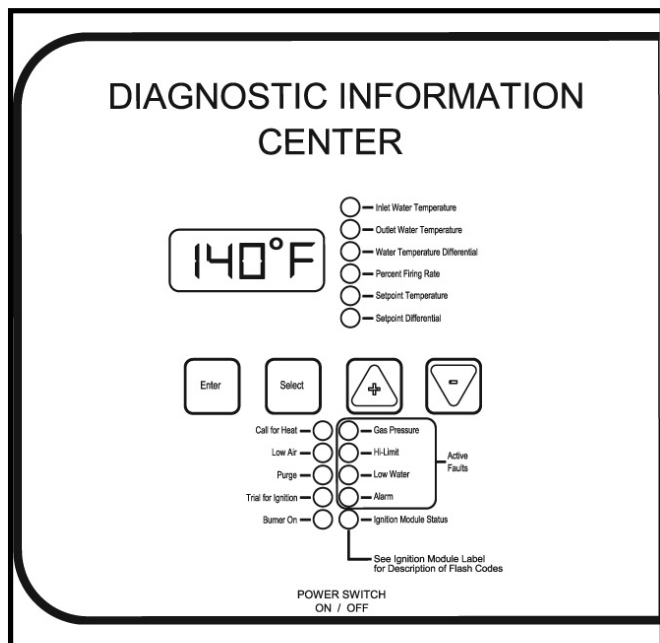 DIAGNOSTIC INFORMATION
CENTER
140°F
Inlet Water Temperature
Outlet Water Temperature
Water Temperature Differential
Percent Firing Rate
Setpoint Temperature
Setpoint Differential
Enter
Select
+
-
Call for Heat
Low Air
Purge
Trial for Ignition
Burner On
Gas Pressure
Hi-Limit
Low Water
Alarm
Ignition Module Status
Active
Faults
See Ignition Module Label
for Description of Flash Codes
POWER SWITCH
ON / OFF